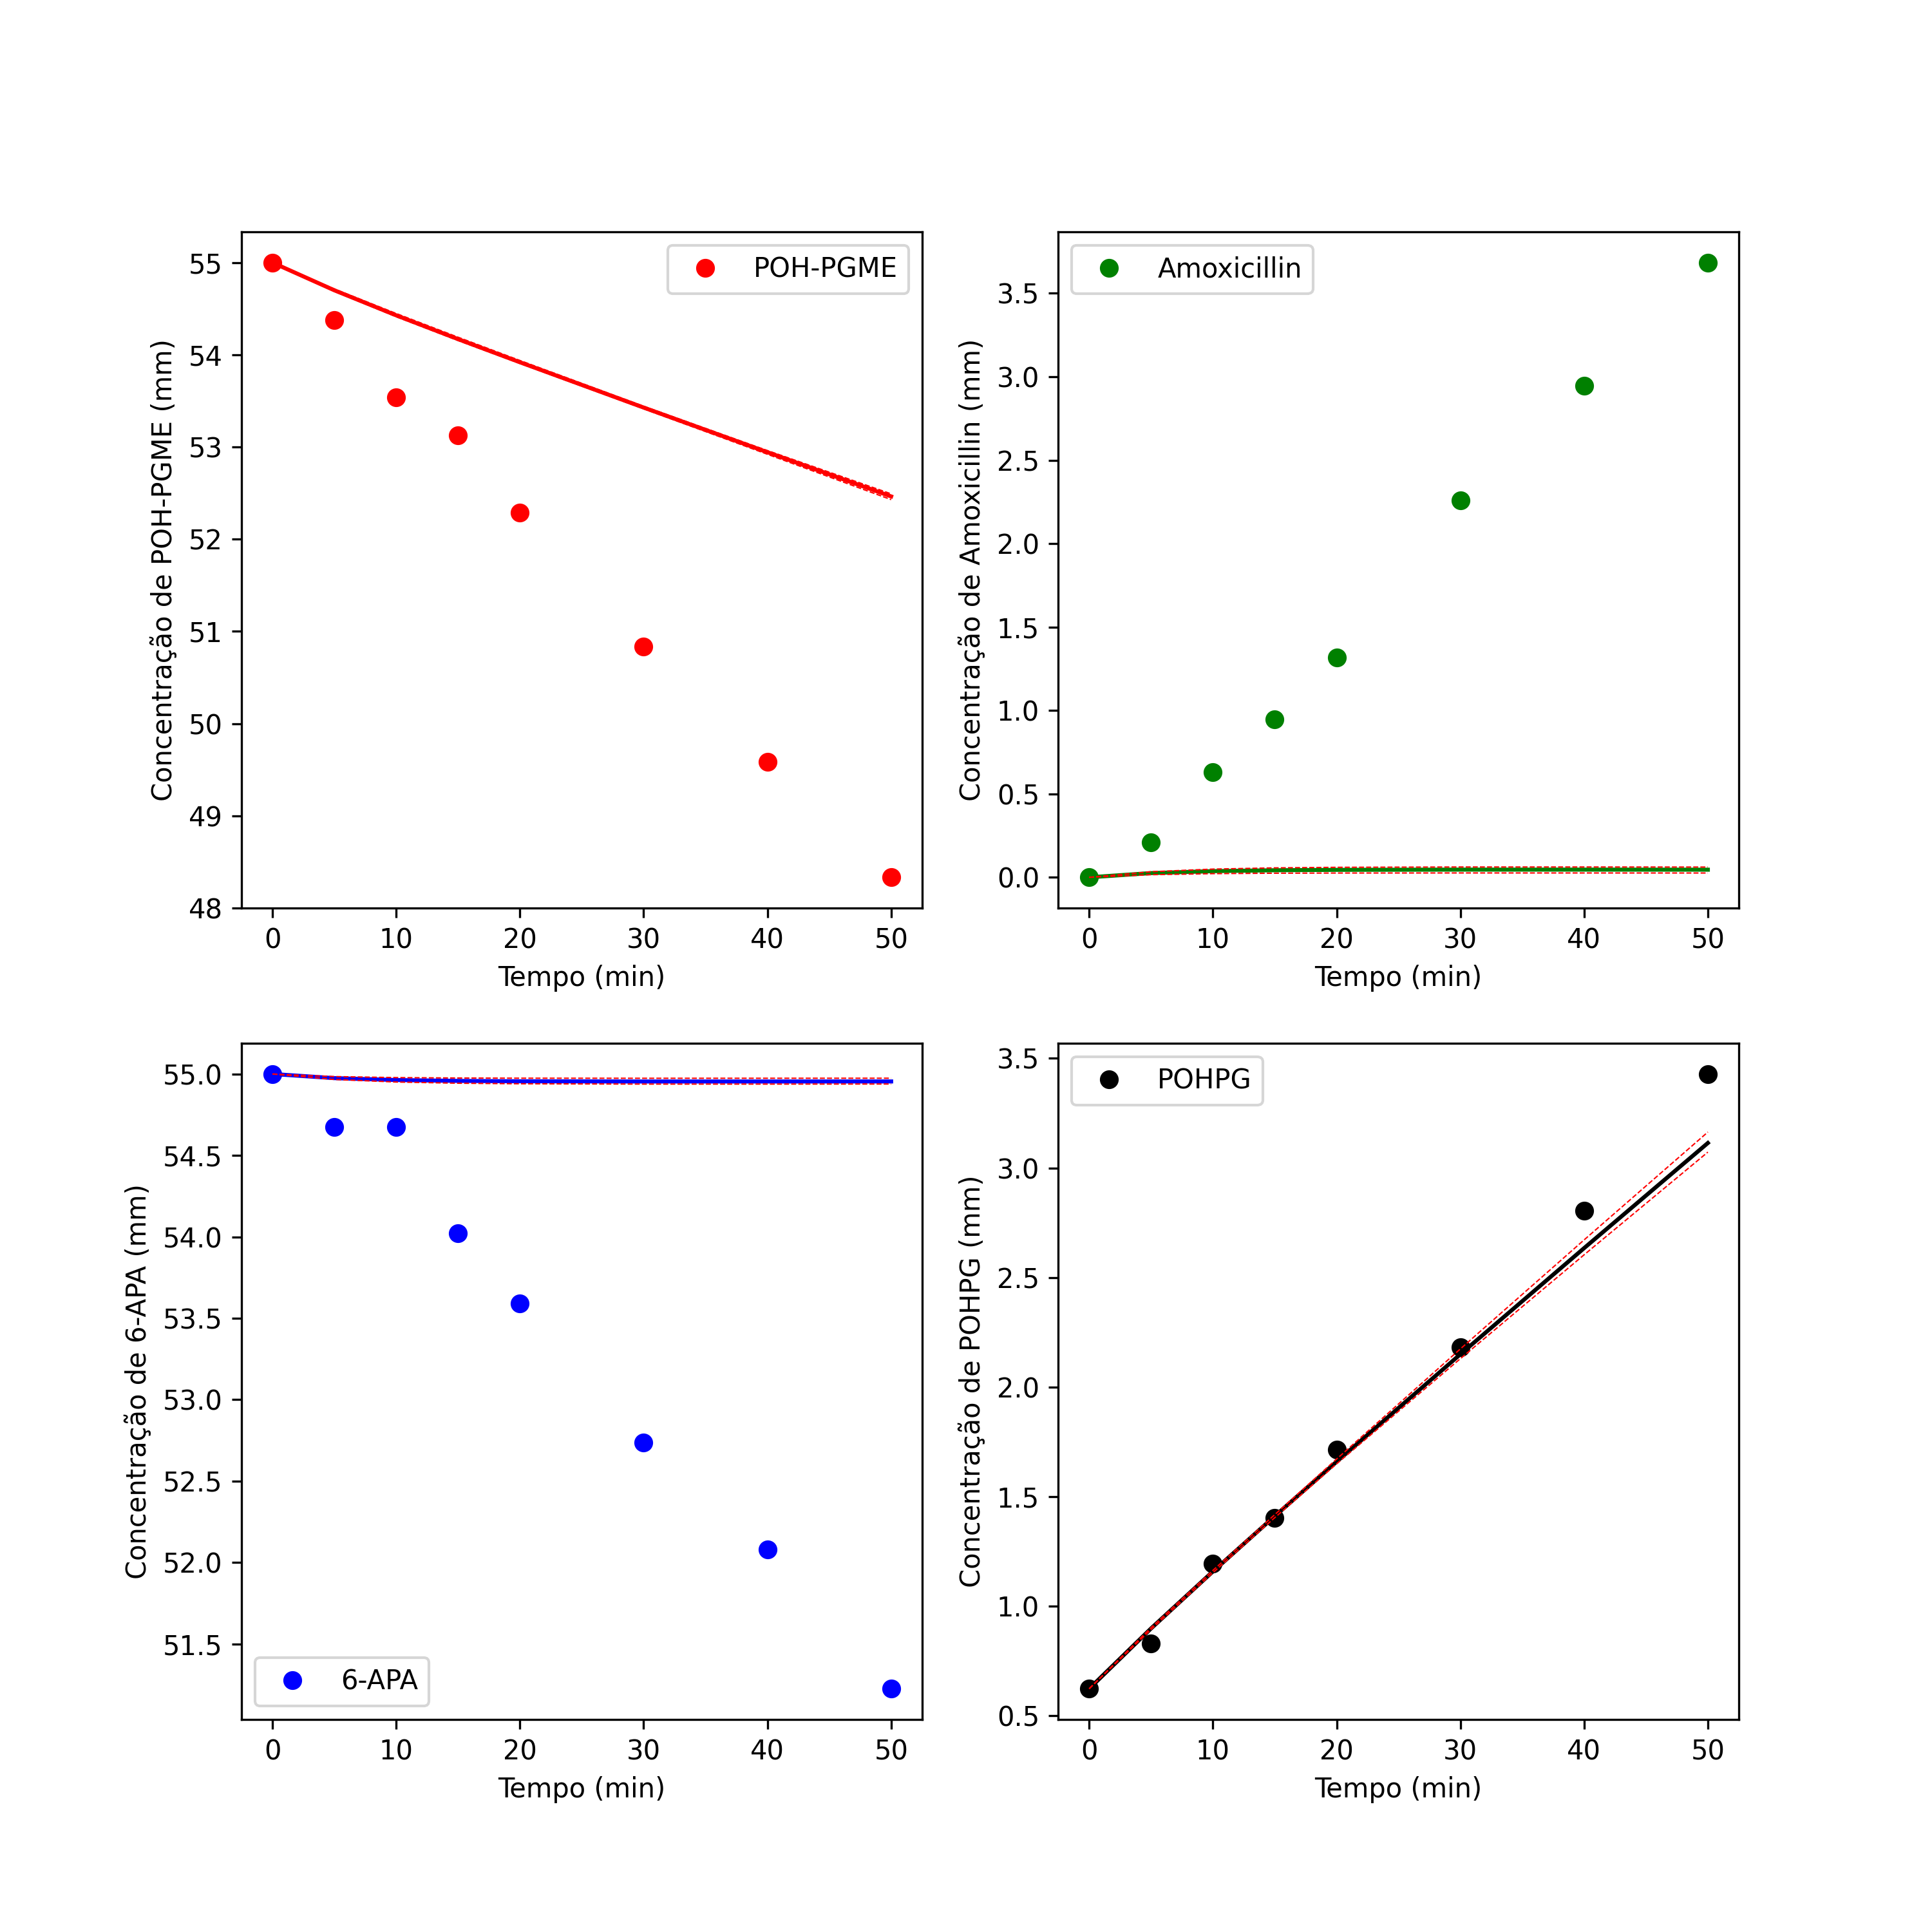 POH-PGME
Concentração de POH-PGME (mm)
55
54
53
52
51
50
49
48
0 10 20 30 40 50
Tempo (min)
Amoxicillin
Concentração de Amoxicillin (mm)
3.5
3.0
2.5
2.0
1.5
1.0
0.5
0.0
0 10 20 30 40 50
Tempo (min)
6-APA
Concentração de 6-APA (mm)
55.0
54.5
54.0
53.5
53.0
52.5
52.0
51.5
0 10 20 30 40 50
Tempo (min)
POHPG
Concentração de POHPG (mm)
3.5
3.0
2.5
2.0
1.5
1.0
0.5
0 10 20 30 40 50
Tempo (min)